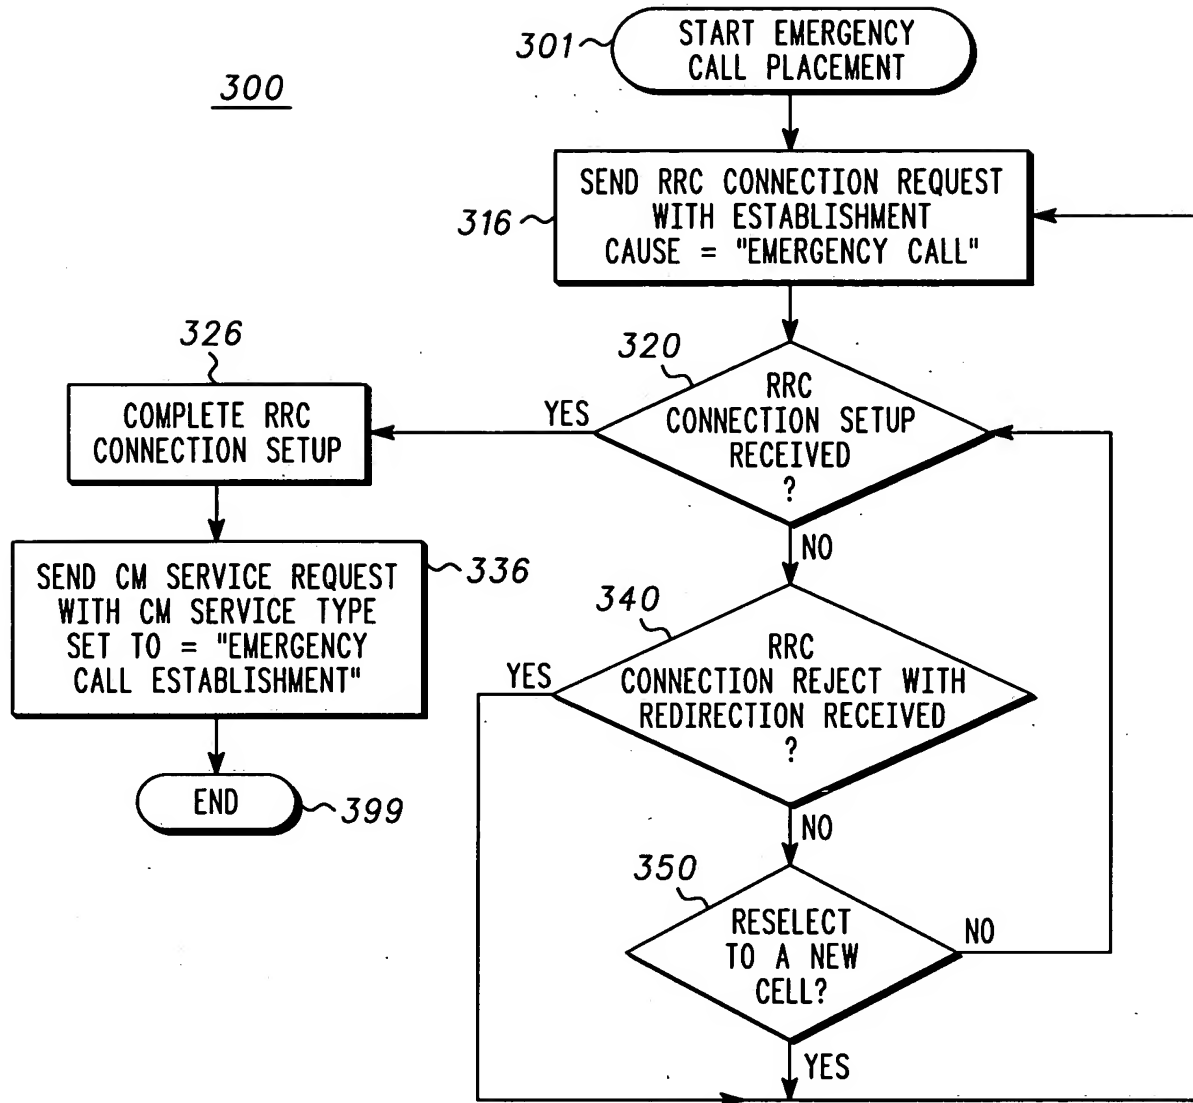 300
301
START EMERGENCY
CALL PLACEMENT
316
SEND RRC CONNECTION REQUEST
WITH ESTABLISHMENT
CAUSE = "EMERGENCY CALL"
320
RRC
CONNECTION SETUP
RECEIVED
?
YES
NO
326
COMPLETE RRC
CONNECTION SETUP
336
SEND CM SERVICE REQUEST
WITH CM SERVICE TYPE
SET TO = "EMERGENCY
CALL ESTABLISHMENT"
END
399
340
RRC
CONNECTION REJECT WITH
REDIRECTION RECEIVED
?
YES
NO
350
RESELECT
TO A NEW
CELL?
NO
YES